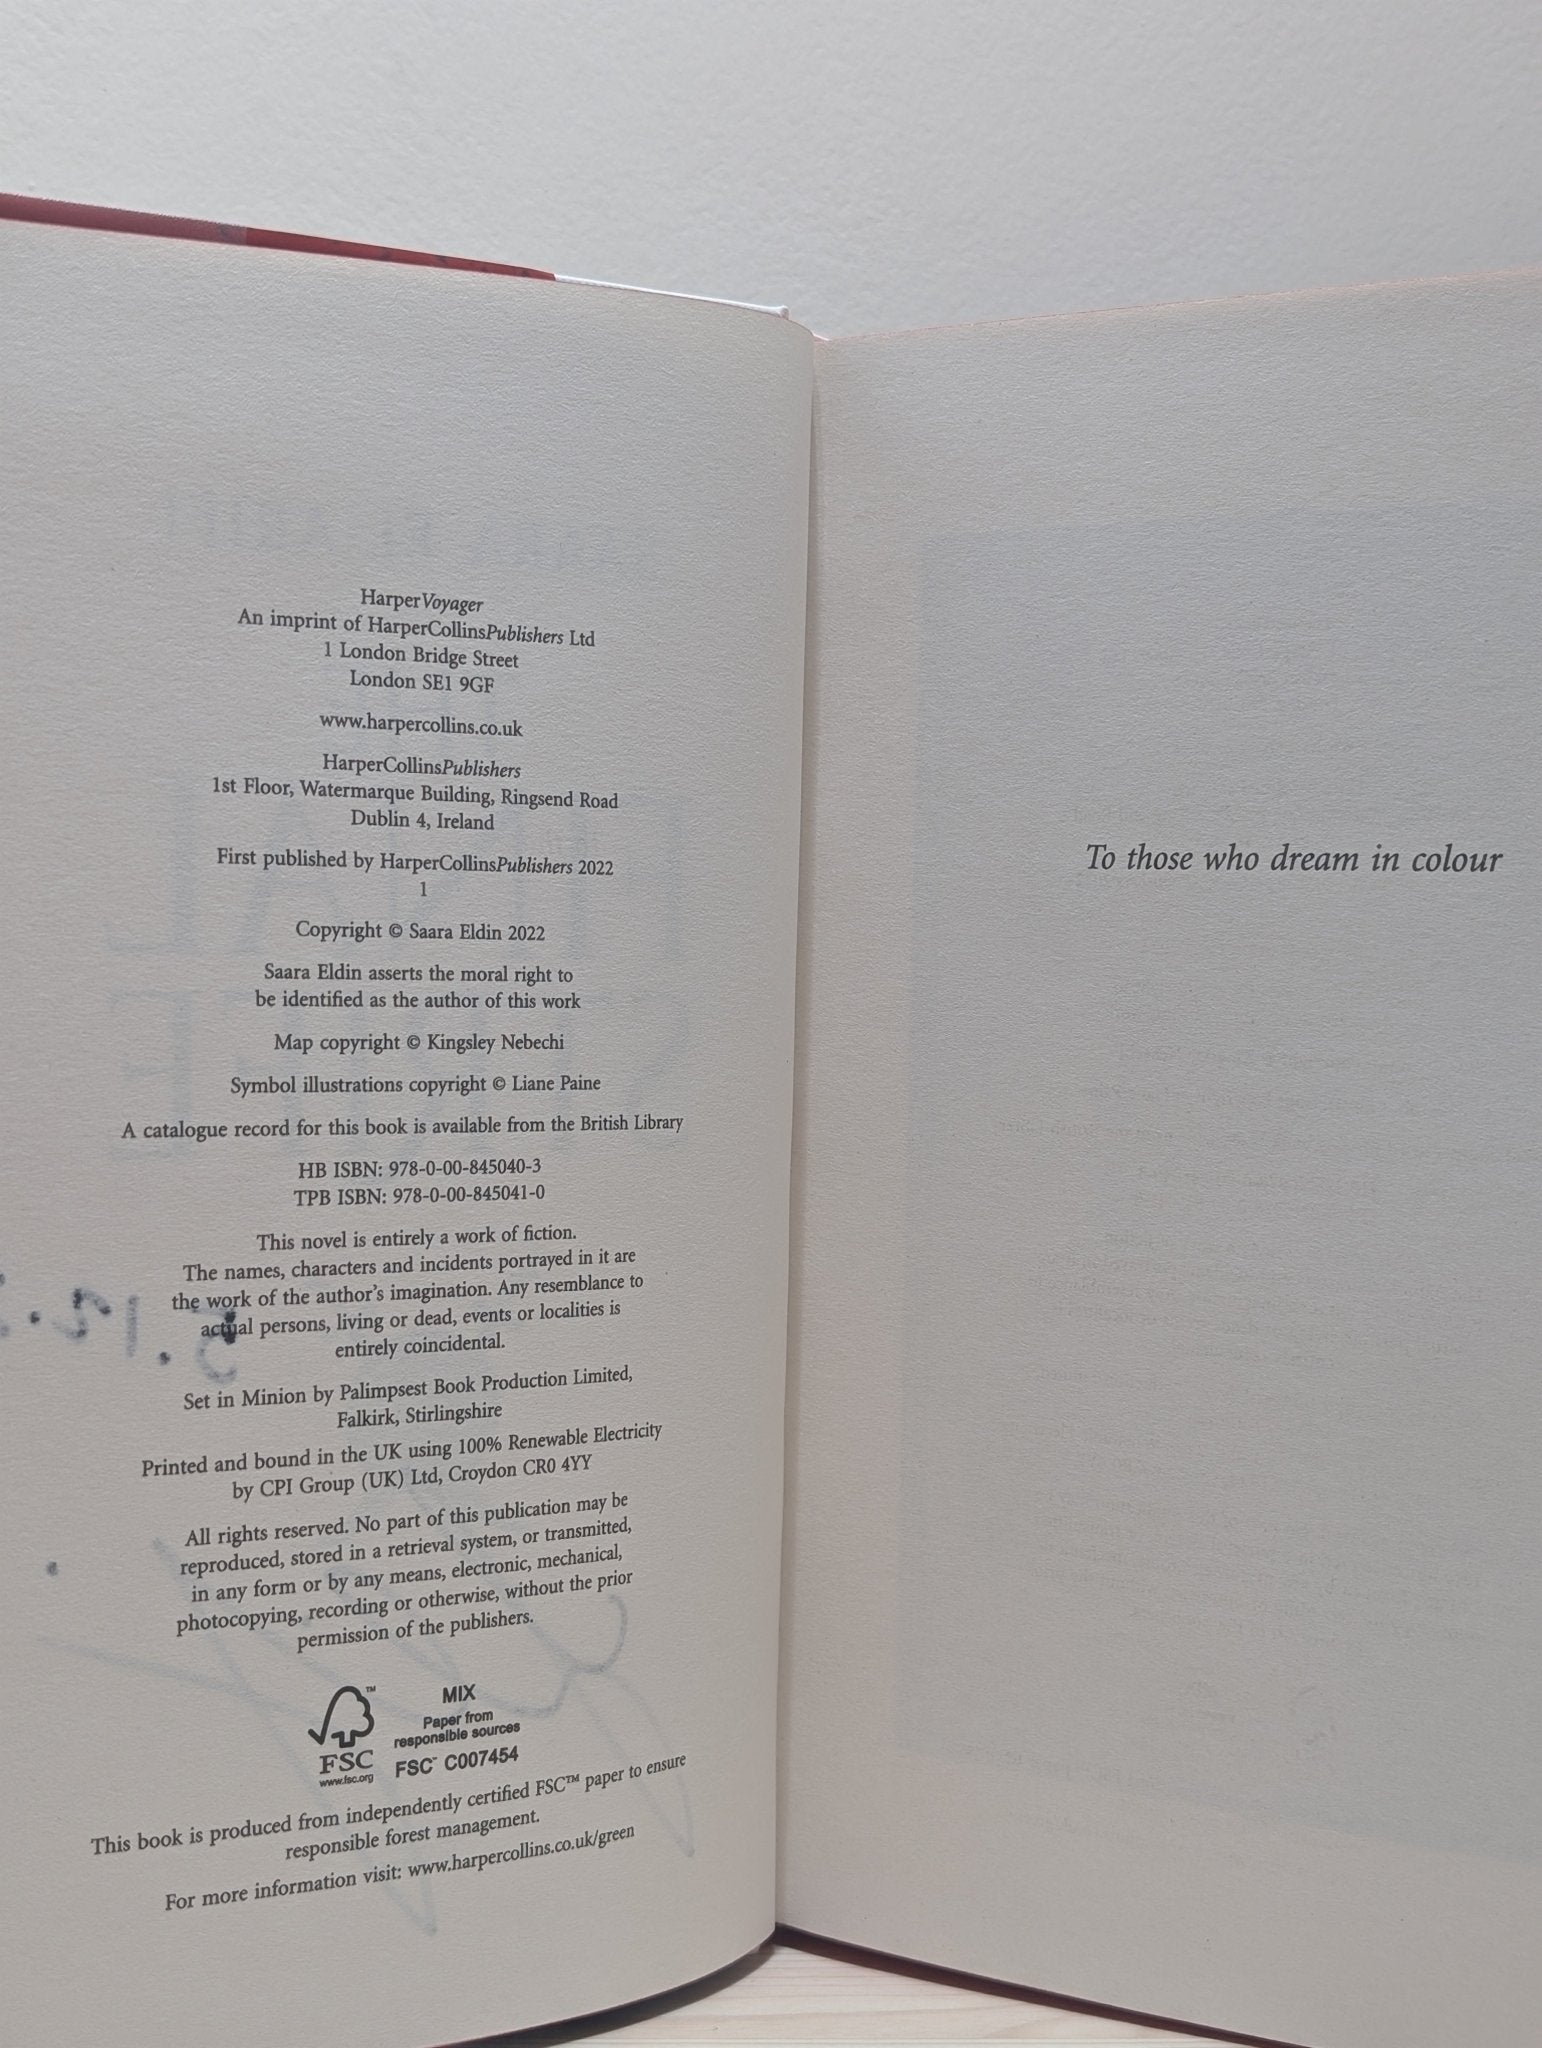 HarperVoyager
An imprint of HarperCollinsPublishers Ltd
1 London Bridge Street
London SE1 9GF
www.harpercollins.co.uk
HarperCollinsPublishers
1st Floor, Watermarque Building, Ringsend Road
Dublin 4, Ireland
First published by HarperCollinsPublishers 2022
1
Copyright © Saara Eldin 2022
Saara Eldin asserts the moral right to
be identified as the author of this work
Map copyright © Kingsley Nebechi
Symbol illustrations copyright © Liane Paine
A catalogue record for this book is available from the British Library
HB ISBN: 978-0-00-845040-3
TPB ISBN: 978-0-00-845041-0
This novel is entirely a work of fiction.
The names, characters and incidents portrayed in it are
the work of the author's imagination. Any resemblance to
actual persons, living or dead, events or localities is
entirely coincidental.
Set in Minion by Palimpsest Book Production Limited,
Falkirk, Stirlingshire
Printed and bound in the UK using 100% Renewable Electricity
by CPI Group (UK) Ltd, Croydon CR0 4YY
All rights reserved. No part of this publication may be
reproduced, stored in a retrieval system, or transmitted,
in any form or by any means, electronic, mechanical,
photocopying, recording or otherwise, without the prior
permission of the publishers.
FSC
www.fsc.org
MIX
Paper from
responsible sources
FSC™ C007454
This book is produced from independently certified FSC™ paper to ensure
responsible forest management.
For more information visit: www.harpercollins.co.uk/green
To those who dream in colour